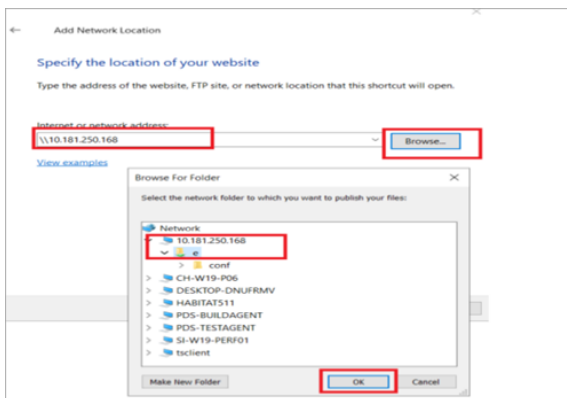 Add Network Location
Specify the location of your website
Type the address of the website, FTP site, or network location that this shortcut will open.
Internet or network address:
\\10.181.250.168
Browse...
View examples
Browse For Folder
Select the network folder to which you want to publish your files:
Network
10.181.250.168
e
conf
CH-W19-P06
DESKTOP-DNUFRMV
HABITAT511
PDS-BUILDAGENT
PDS-TESTAGENT
SI-W19-PERF01
tsclient
Make New Folder
OK
Cancel